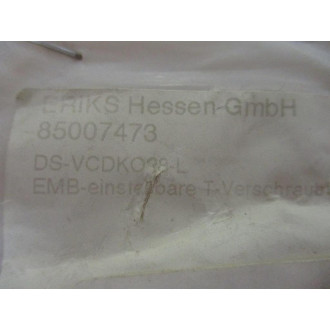 ERIKS Hessen-GmbH
85007473
DS-VCDKO28-L
EMB-einstellbare T-Verschraub